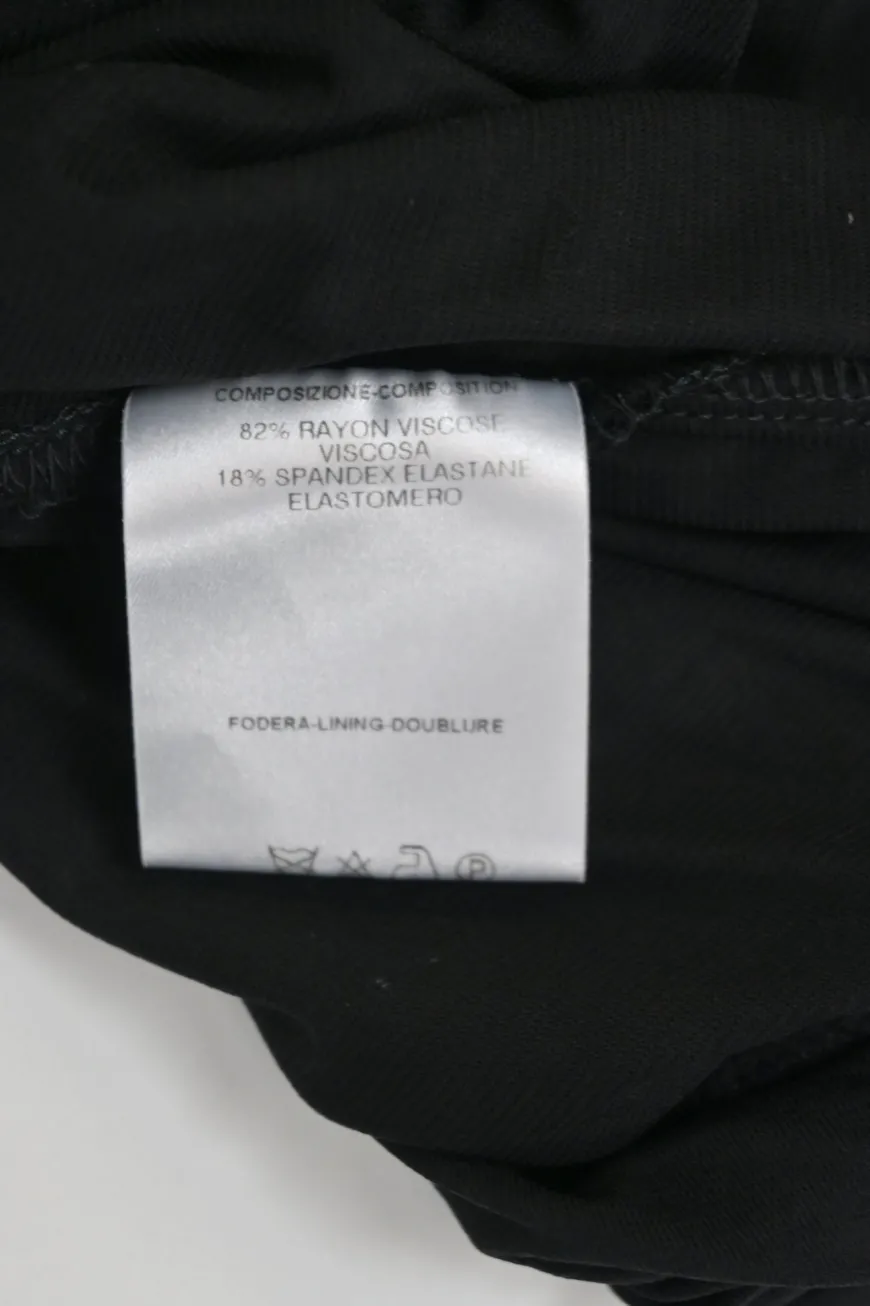 COMPOSIZIONE-COMPOSITION
82% RAYON VISCOSE
VISCOSA
18% SPANDEX ELASTANE
ELASTOMERO
FODERA-LINING-DOUBLURE
P